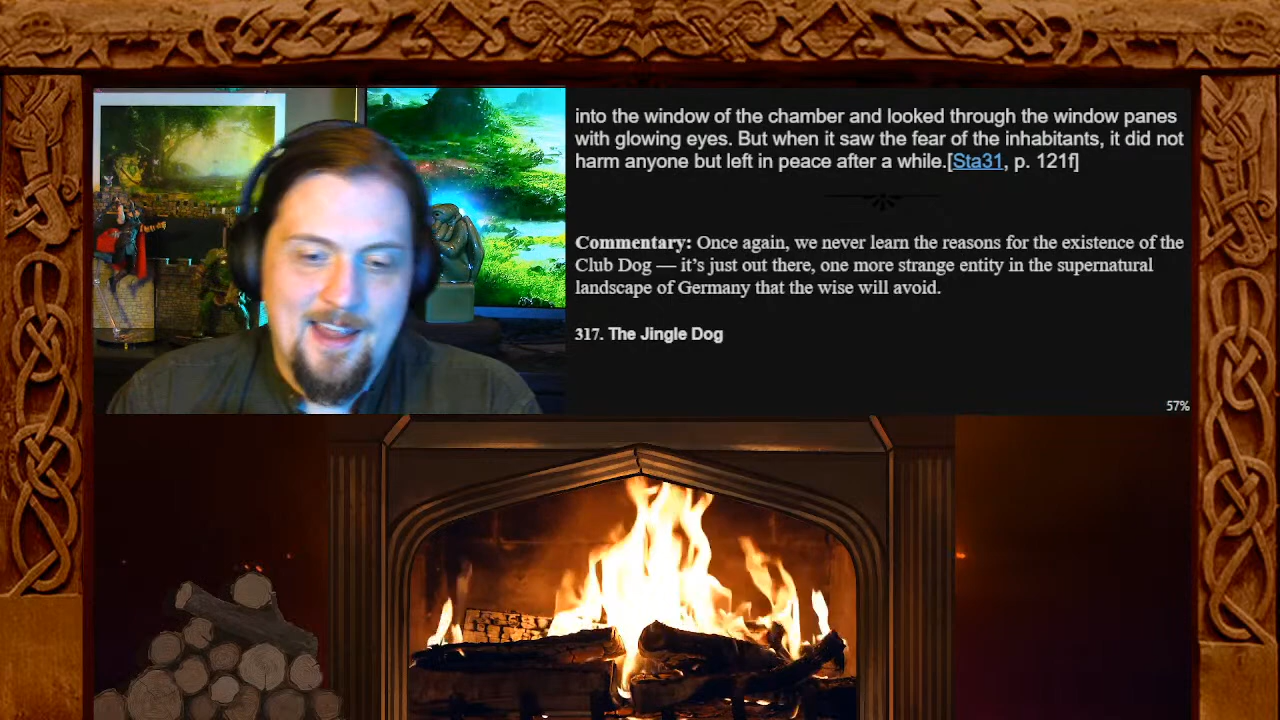 into the window of the chamber and looked through the window panes
with glowing eyes. But when it saw the fear of the inhabitants, it did not
harm anyone but left in peace after a while.[Sta31, p. 121f]
Commentary: Once again, we never learn the reasons for the existence of the
Club Dog — it’s just out there, one more strange entity in the supernatural
landscape of Germany that the wise will avoid.
317. The Jingle Dog
57%